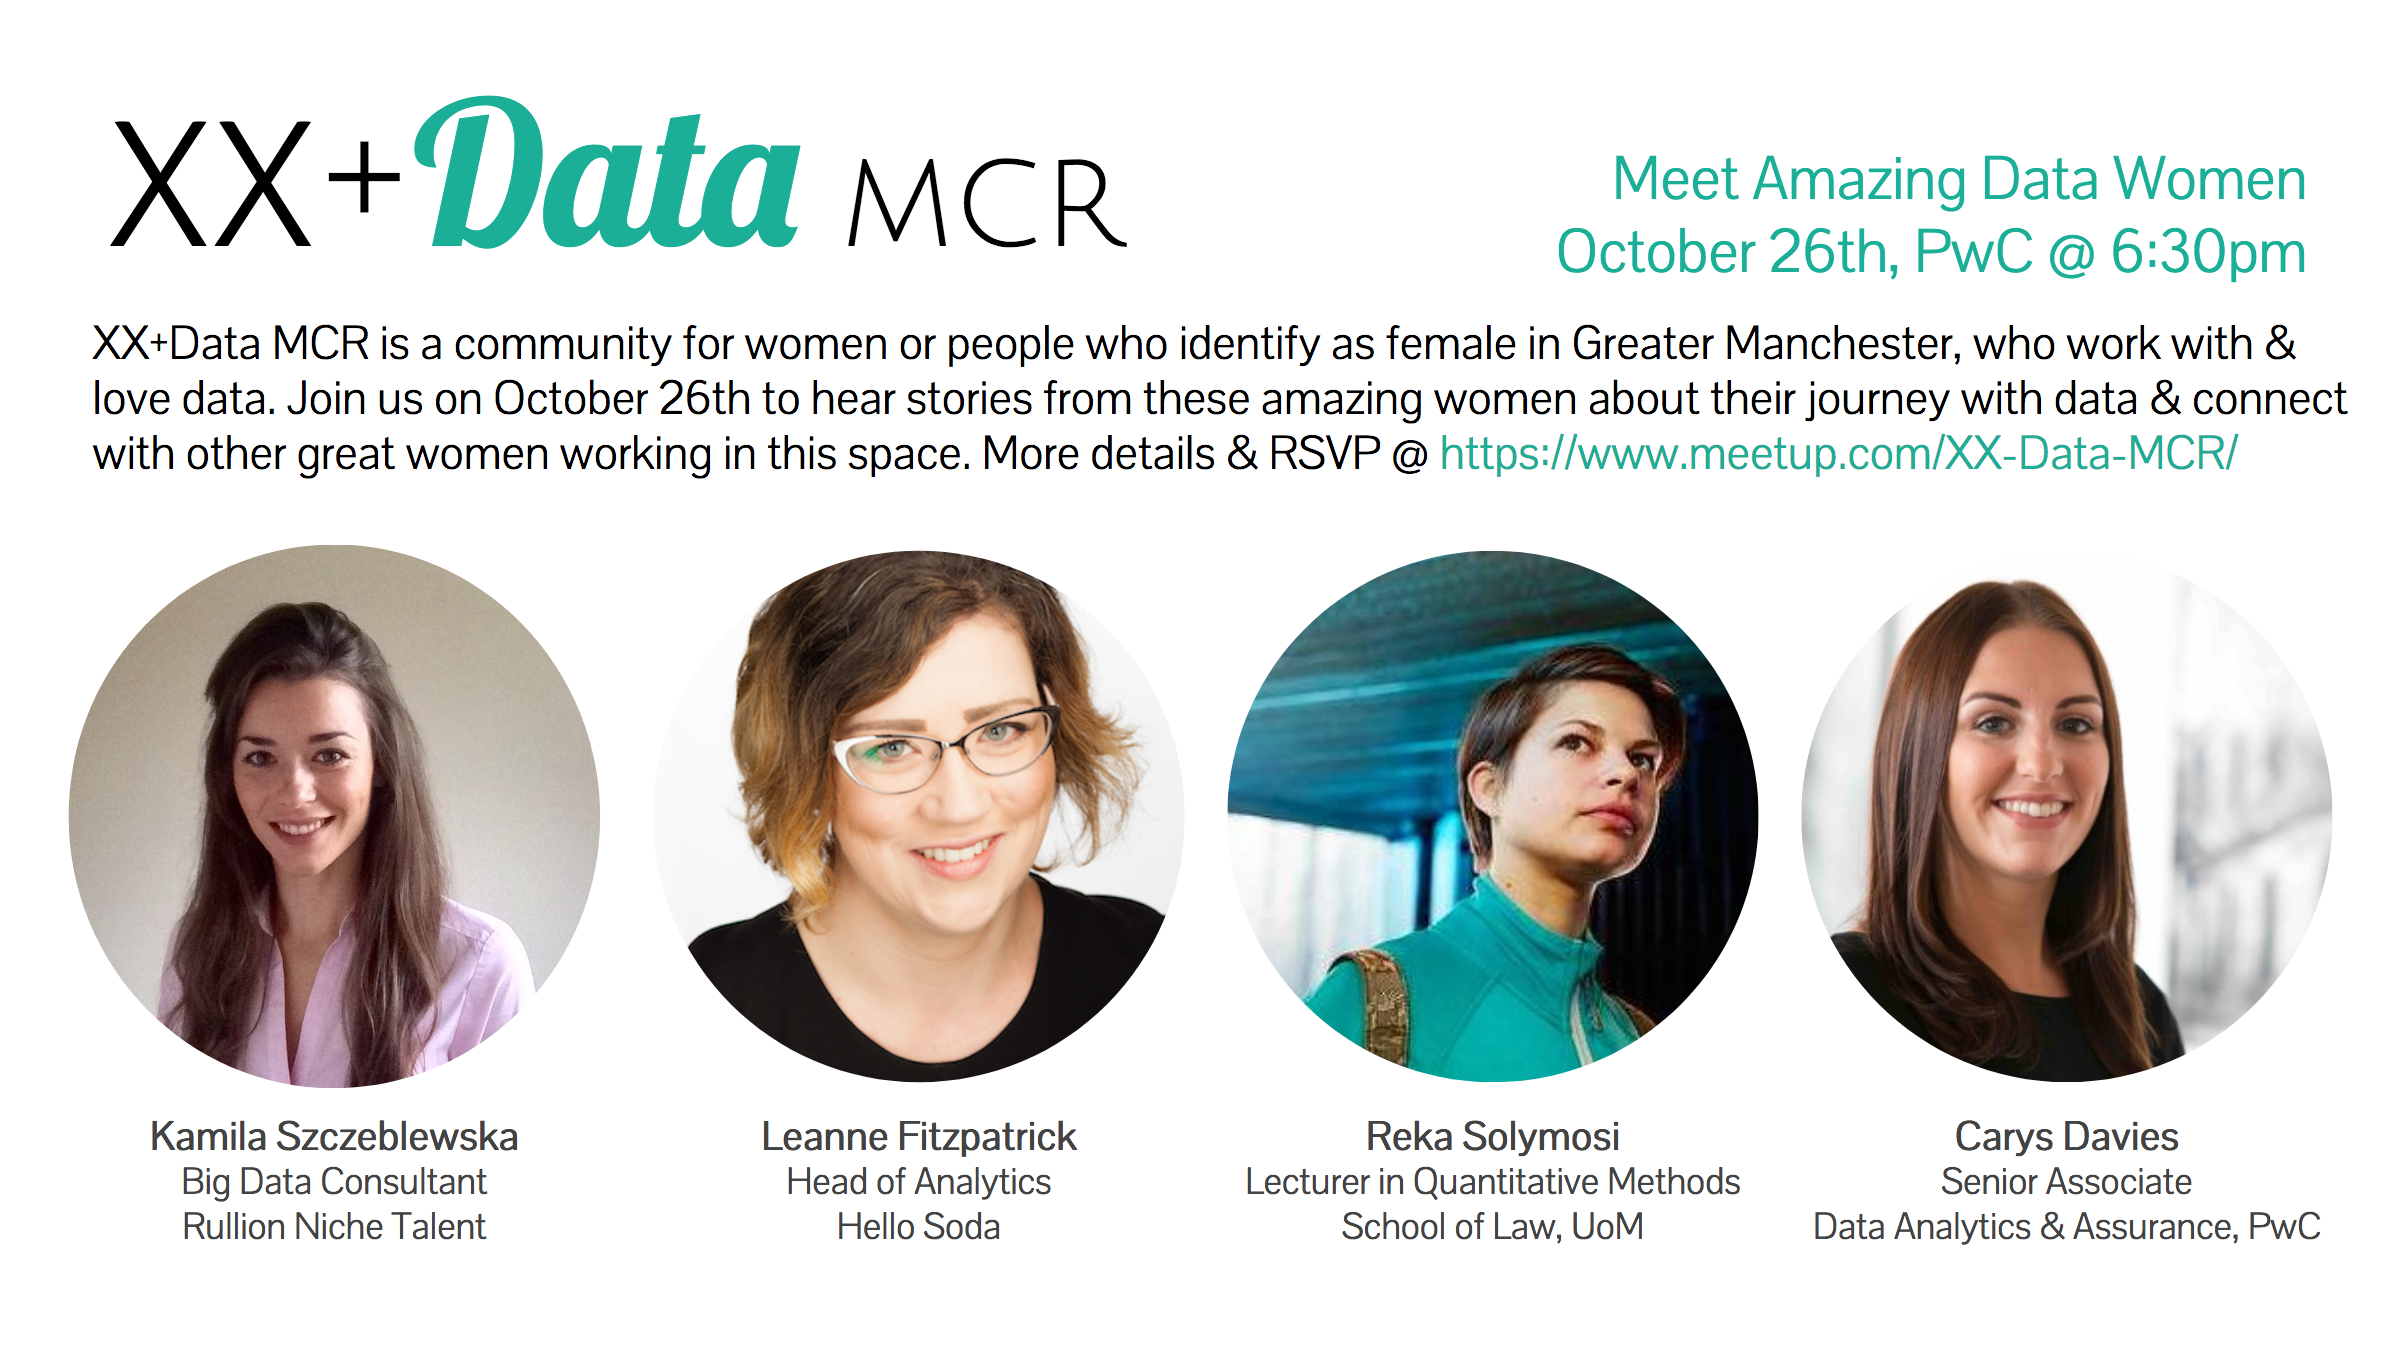 XX+Data MCR
Meet Amazing Data Women
October 26th, PwC @ 6:30pm
XX+Data MCR is a community for women or people who identify as female in Greater Manchester, who work with &
love data. Join us on October 26th to hear stories from these amazing women about their journey with data & connect
with other great women working in this space. More details & RSVP @ https://www.meetup.com/XX-Data-MCR/
Kamila Szczeblewska
Big Data Consultant
Rullion Niche Talent
Leanne Fitzpatrick
Head of Analytics
Hello Soda
Reka Solymosi
Lecturer in Quantitative Methods
School of Law, UoM
Carys Davies
Senior Associate
Data Analytics & Assurance, PwC